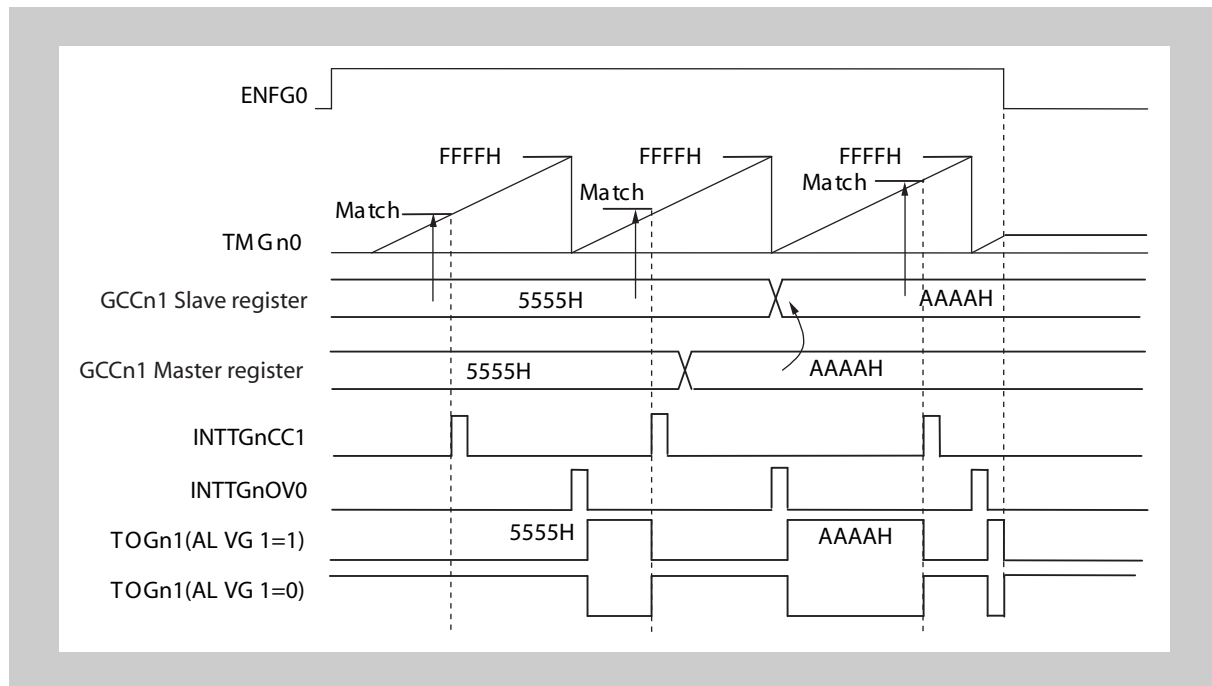 ENFG0
FFFFH FFFFH FFFFH
Match Match Match
TMGn0
GCCn1 Slave register 5555H AAAAH
GCCn1 Master register 5555H AAAAH
INTTGnCC1
INTTGnOV0
TOGn1(ALVG1=1) 5555H AAAAH
TOGn1(ALVG1=0)